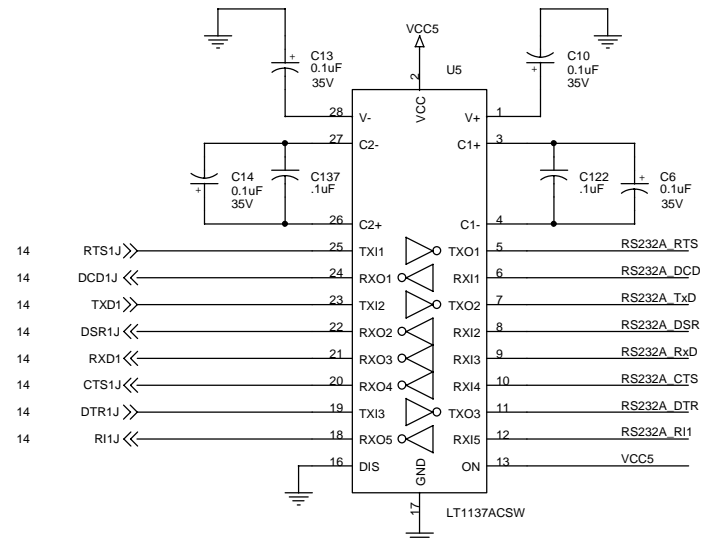 VCC5
C13
0.1uF
35V
U5
C10
0.1uF
35V
+
+
2
VCC
28 V- V+ 1
27 C2- C1+ 3
C14
0.1uF
35V
+
C137
.1uF
C122
.1uF
C6
0.1uF
35V
+
26 C2+ C1- 4
14 RTS1J 25 TXI1 TXO1 5 RS232A_RTS
14 DCD1J 24 RXO1 RXI1 6 RS232A_DCD
14 TXD1 23 TXI2 TXO2 7 RS232A_TxD
14 DSR1J 22 RXO2 RXI2 8 RS232A_DSR
14 RXD1 21 RXO3 RXI3 9 RS232A_RxD
14 CTS1J 20 RXO4 RXI4 10 RS232A_CTS
14 DTR1J 19 TXI3 TXO3 11 RS232A_DTR
14 RI1J 18 RXO5 RXI5 12 RS232A_RI1
16 DIS ON 13 VCC5
GND
17
LT1137ACSW